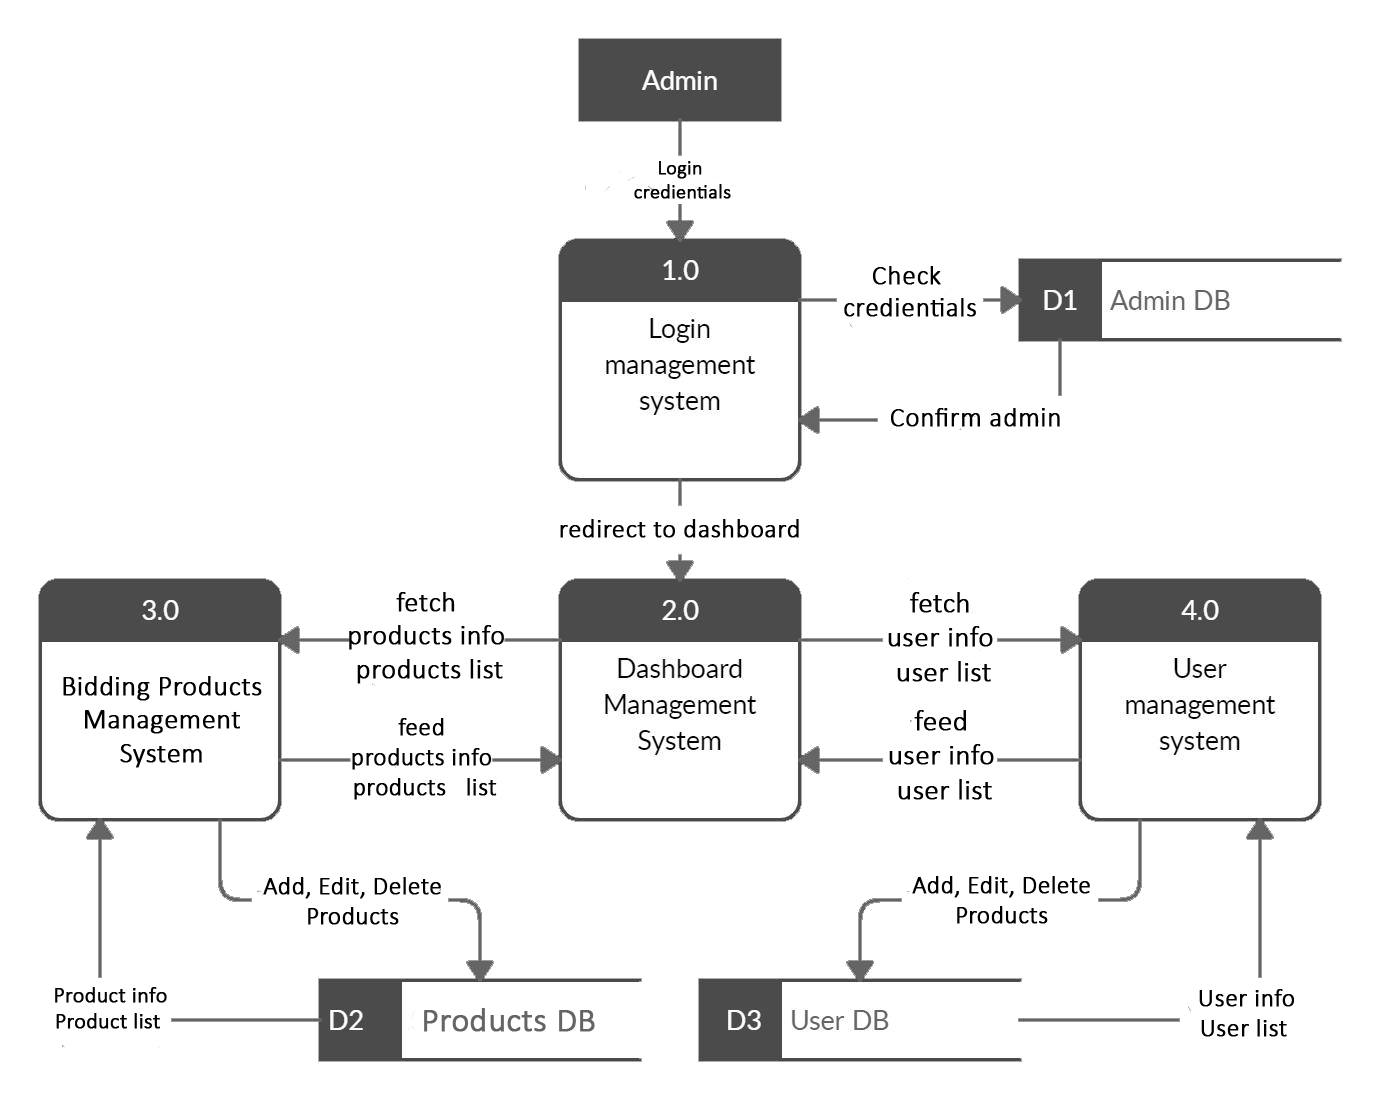 Admin
Login
credientials
1.0
Login
management
system
Check
credientials
D1
Admin DB
Confirm admin
redirect to dashboard
3.0
Bidding Products
Management
System
fetch
products info
products list
feed
products info
products list
2.0
Dashboard
Management
System
fetch
user info
user list
feed
user info
user list
4.0
User
management
system
Add, Edit, Delete
Products
Add, Edit, Delete
Products
Product info
Product list
D2
Products DB
D3
User DB
User info
User list